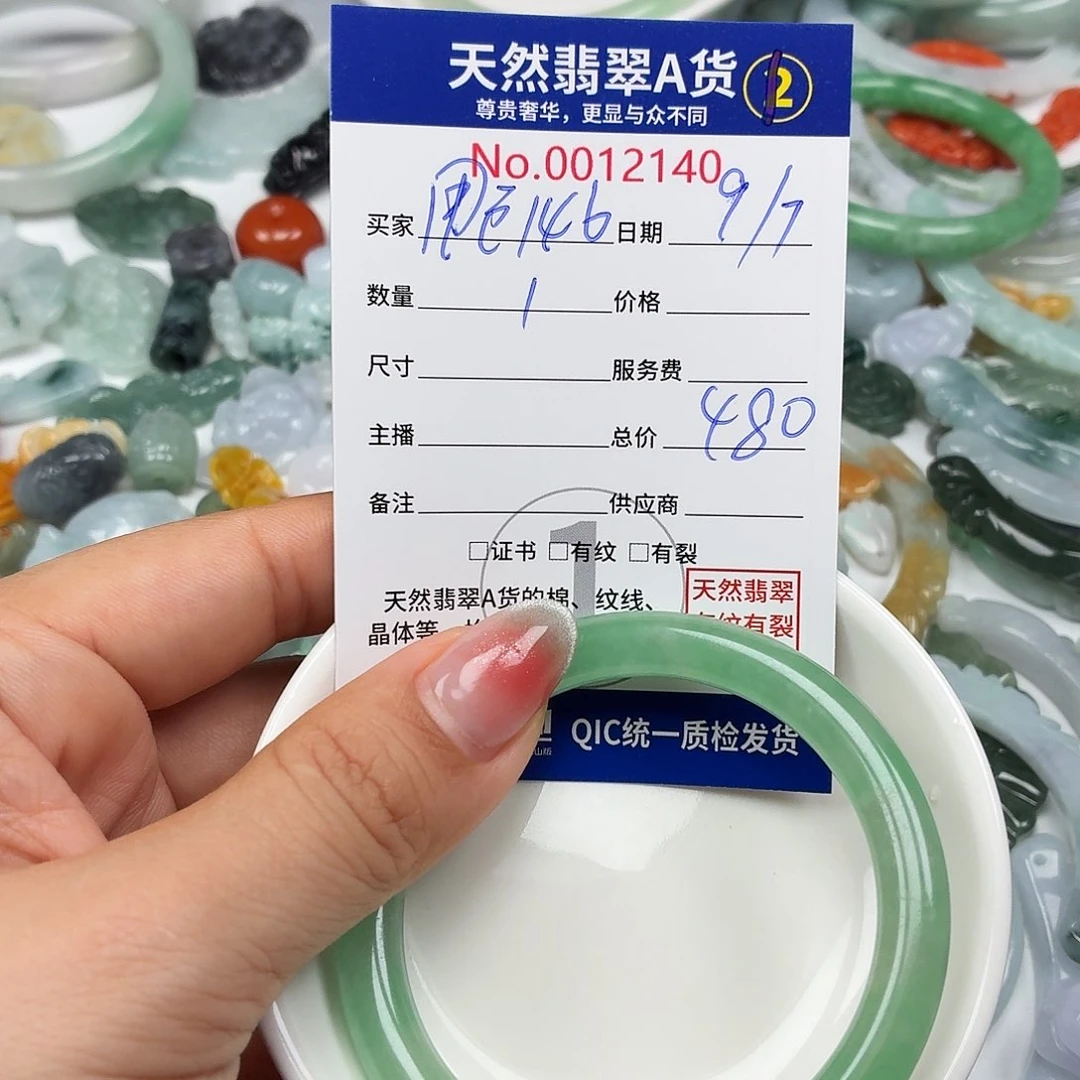 天然翡翠A货 2
尊贵奢华，更显与众不同
No.0012140
买家 146 日期 9/7
数量 1 价格
尺寸 服务费
主播 总价 480
备注 供应商
□证书 □有纹 □有裂
天然翡翠A货的棉、纹线、
晶体等
天然翡翠
有纹有裂
QIC统一质检发货